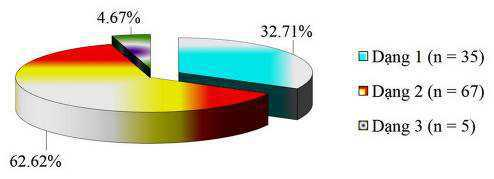 4.67%
32.71%
62.62%
Dạng 1 (n = 35)
Dạng 2 (n = 67)
Dạng 3 (n = 5)